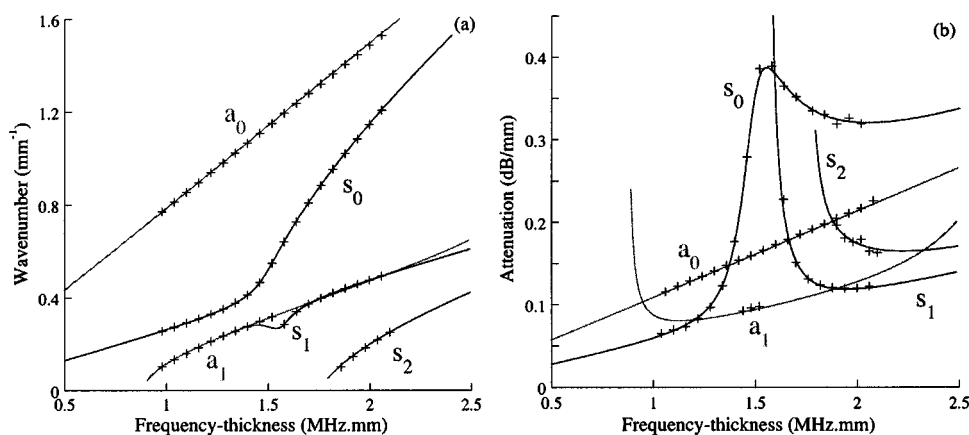 (a)
1.6
1.2
0.8
0.4
0
0.5
1
1.5
2
2.5
Wavenumber (mm⁻¹)
Frequency-thickness (MHz.mm)
a₀
s₀
a₁
s₁
s₂
(b)
0.4
0.3
0.2
0.1
0
0.5
1
1.5
2
2.5
Attenuation (dB/mm)
Frequency-thickness (MHz.mm)
s₀
s₂
a₀
a₁
s₁